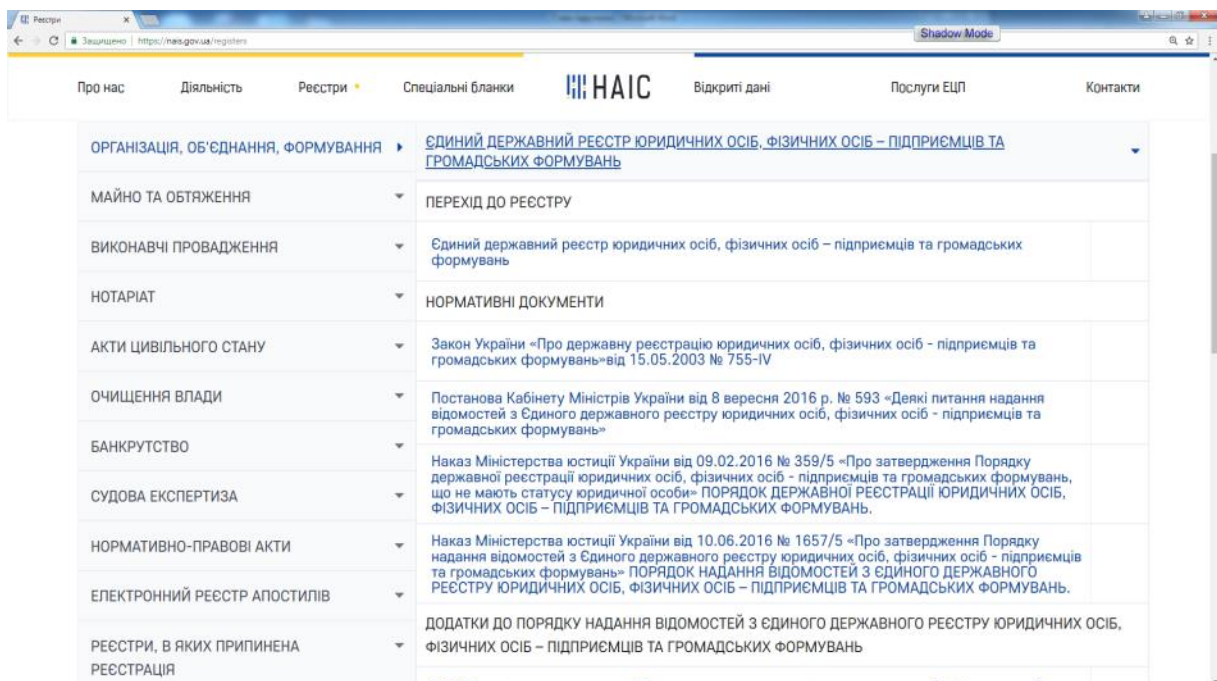 Реєстри
Shadow Mode
Защищено | https://nais.gov.ua/registers
Про нас
Діяльність
Реєстри
Спеціальні бланки
НАІС
Відкриті дані
Послуги ЕЦП
Контакти
ОРГАНІЗАЦІЯ, ОБ'ЄДНАННЯ, ФОРМУВАННЯ
МАЙНО ТА ОБТЯЖЕННЯ
ВИКОНАВЧІ ПРОВАДЖЕННЯ
НОТАРІАТ
АКТИ ЦИВІЛЬНОГО СТАНУ
ОЧИЩЕННЯ ВЛАДИ
БАНКРУТСТВО
СУДОВА ЕКСПЕРТИЗА
НОРМАТИВНО-ПРАВОВІ АКТИ
ЕЛЕКТРОННИЙ РЕЄСТР АПОСТИЛІВ
РЕЄСТРИ, В ЯКИХ ПРИПИНЕНА
РЕЄСТРАЦІЯ
ЄДИНИЙ ДЕРЖАВНИЙ РЕЄСТР ЮРИДИЧНИХ ОСІБ, ФІЗИЧНИХ ОСІБ – ПІДПРИЄМЦІВ ТА
ГРОМАДСЬКИХ ФОРМУВАНЬ
ПЕРЕХІД ДО РЕЄСТРУ
Єдиний державний реєстр юридичних осіб, фізичних осіб – підприємців та громадських
формувань
НОРМАТИВНІ ДОКУМЕНТИ
Закон України «Про державну реєстрацію юридичних осіб, фізичних осіб - підприємців та
громадських формувань»від 15.05.2003 № 755-IV
Постанова Кабінету Міністрів України від 8 вересня 2016 р. № 593 «Деякі питання надання
відомостей з Єдиного державного реєстру юридичних осіб, фізичних осіб - підприємців та
громадських формувань»
Наказ Міністерства юстиції України від 09.02.2016 № 359/5 «Про затвердження Порядку
державної реєстрації юридичних осіб, фізичних осіб - підприємців та громадських формувань,
що не мають статусу юридичної особи» ПОРЯДОК ДЕРЖАВНОЇ РЕЄСТРАЦІЇ ЮРИДИЧНИХ ОСІБ,
ФІЗИЧНИХ ОСІБ – ПІДПРИЄМЦІВ ТА ГРОМАДСЬКИХ ФОРМУВАНЬ.
Наказ Міністерства юстиції України від 10.06.2016 № 1657/5 «Про затвердження Порядку
надання відомостей з Єдиного державного реєстру юридичних осіб, фізичних осіб - підприємців
та громадських формувань» ПОРЯДОК НАДАННЯ ВІДОМОСТЕЙ З ЄДИНОГО ДЕРЖАВНОГО
РЕЄСТРУ ЮРИДИЧНИХ ОСІБ, ФІЗИЧНИХ ОСІБ – ПІДПРИЄМЦІВ ТА ГРОМАДСЬКИХ ФОРМУВАНЬ.
ДОДАТКИ ДО ПОРЯДКУ НАДАННЯ ВІДОМОСТЕЙ З ЄДИНОГО ДЕРЖАВНОГО РЕЄСТРУ ЮРИДИЧНИХ ОСІБ,
ФІЗИЧНИХ ОСІБ – ПІДПРИЄМЦІВ ТА ГРОМАДСЬКИХ ФОРМУВАНЬ